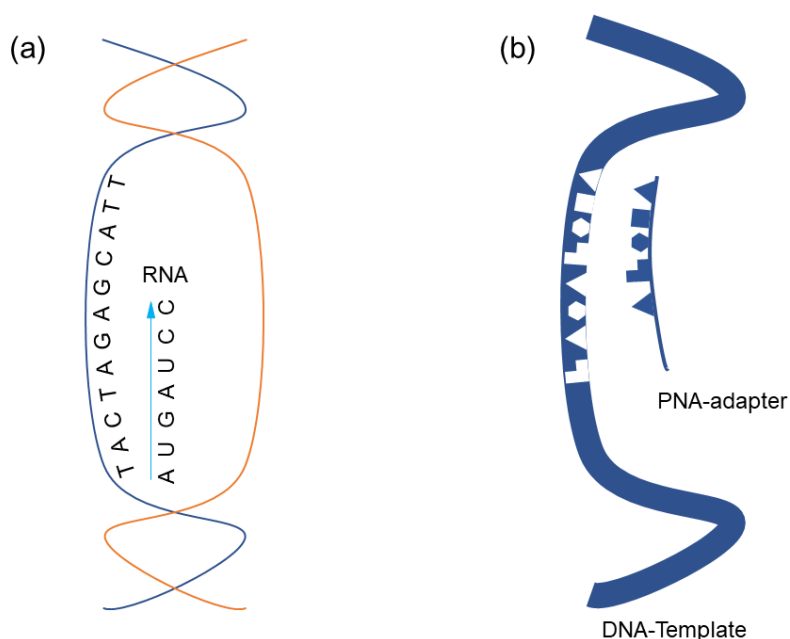 (a)
(b)
TACTAGAGCATT
RNA
AUGAUCC
PNA-adapter
DNA-Template